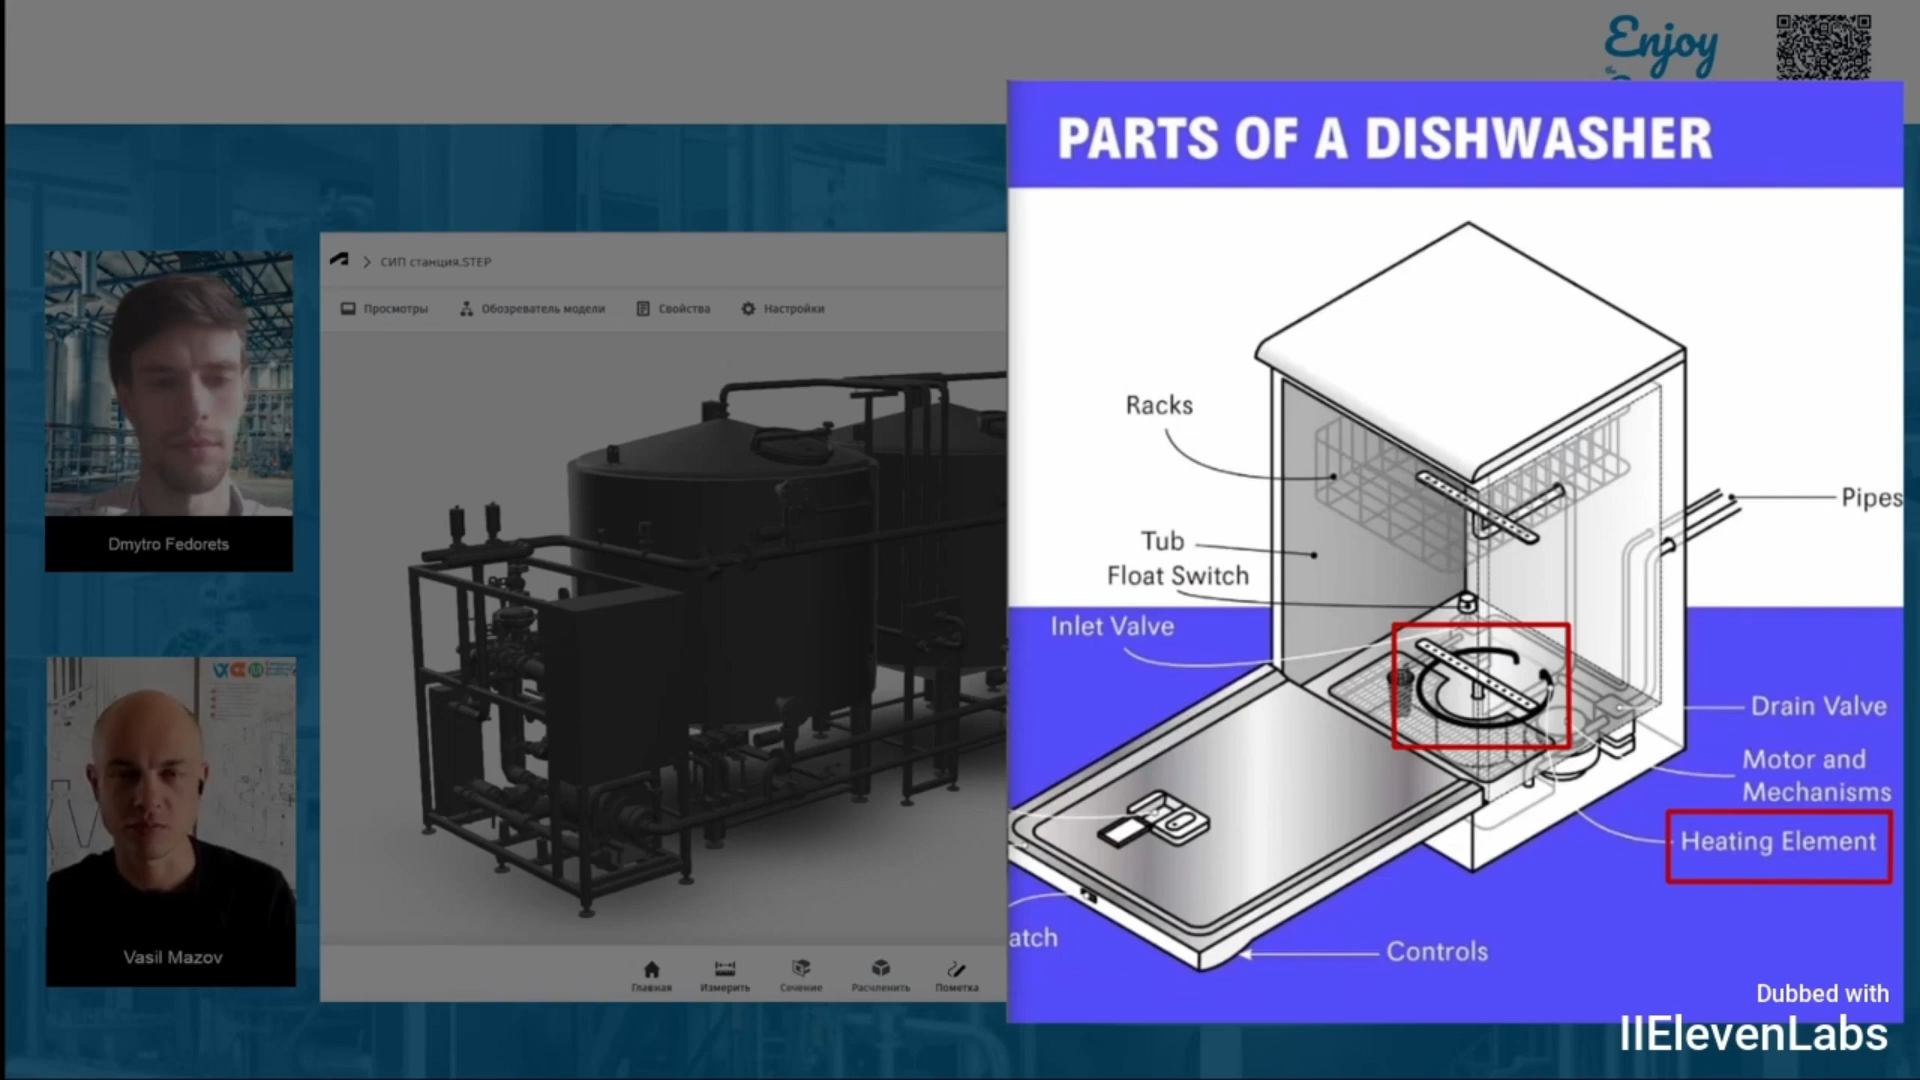 Enjoy
PARTS OF A DISHWASHER
СИП станция.STEP
Просмотры
Обозреватель модели
Свойства
Настройки
Racks
Pipes
Tub
Float Switch
Inlet Valve
Drain Valve
Motor and
Mechanisms
Heating Element
atch
Controls
Dmytro Fedorets
Vasil Mazov
Главная
Измерить
Сечение
Расчленить
Пометка
Dubbed with
IIElevenLabs